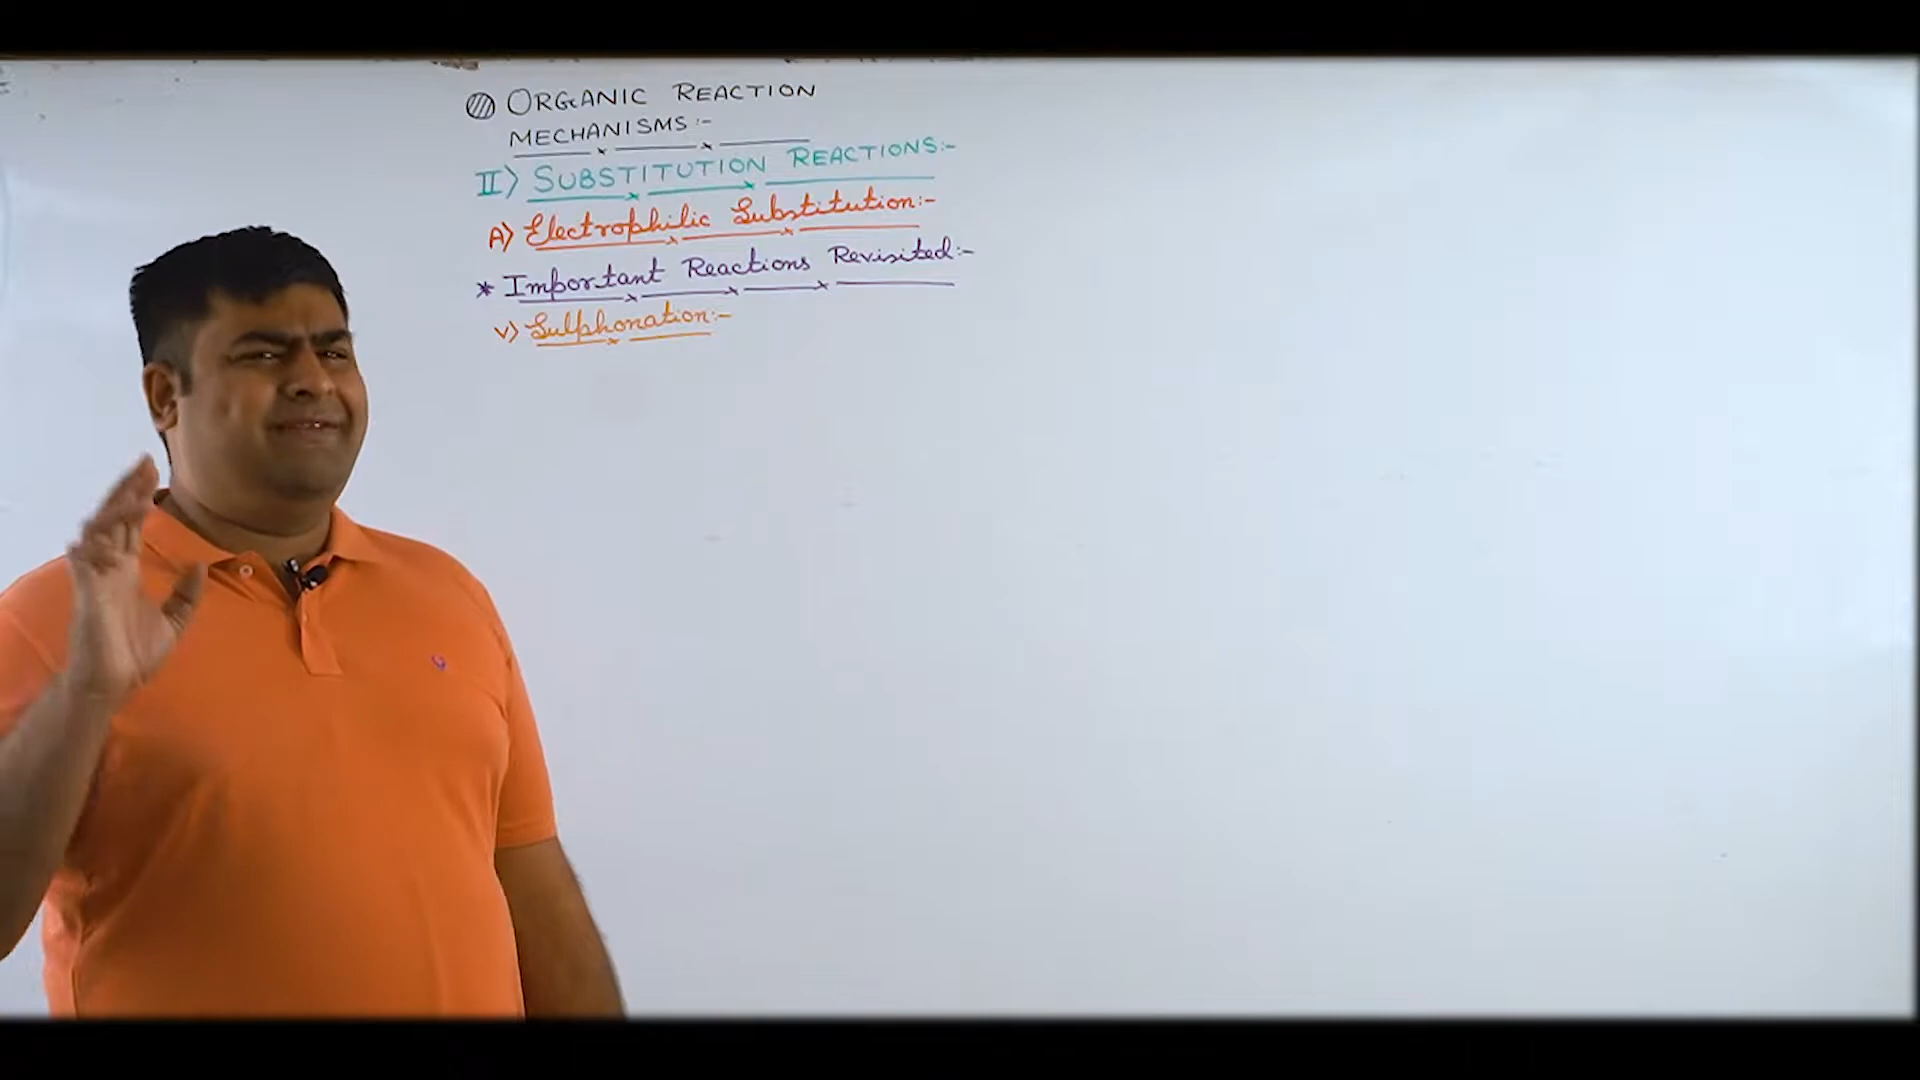 ORGANIC REACTION
MECHANISMS :-
II) SUBSTITUTION REACTIONS:-
A) Electrophilic Substitution:-
* Important Reactions Revisited:-
v) Sulphonation:-